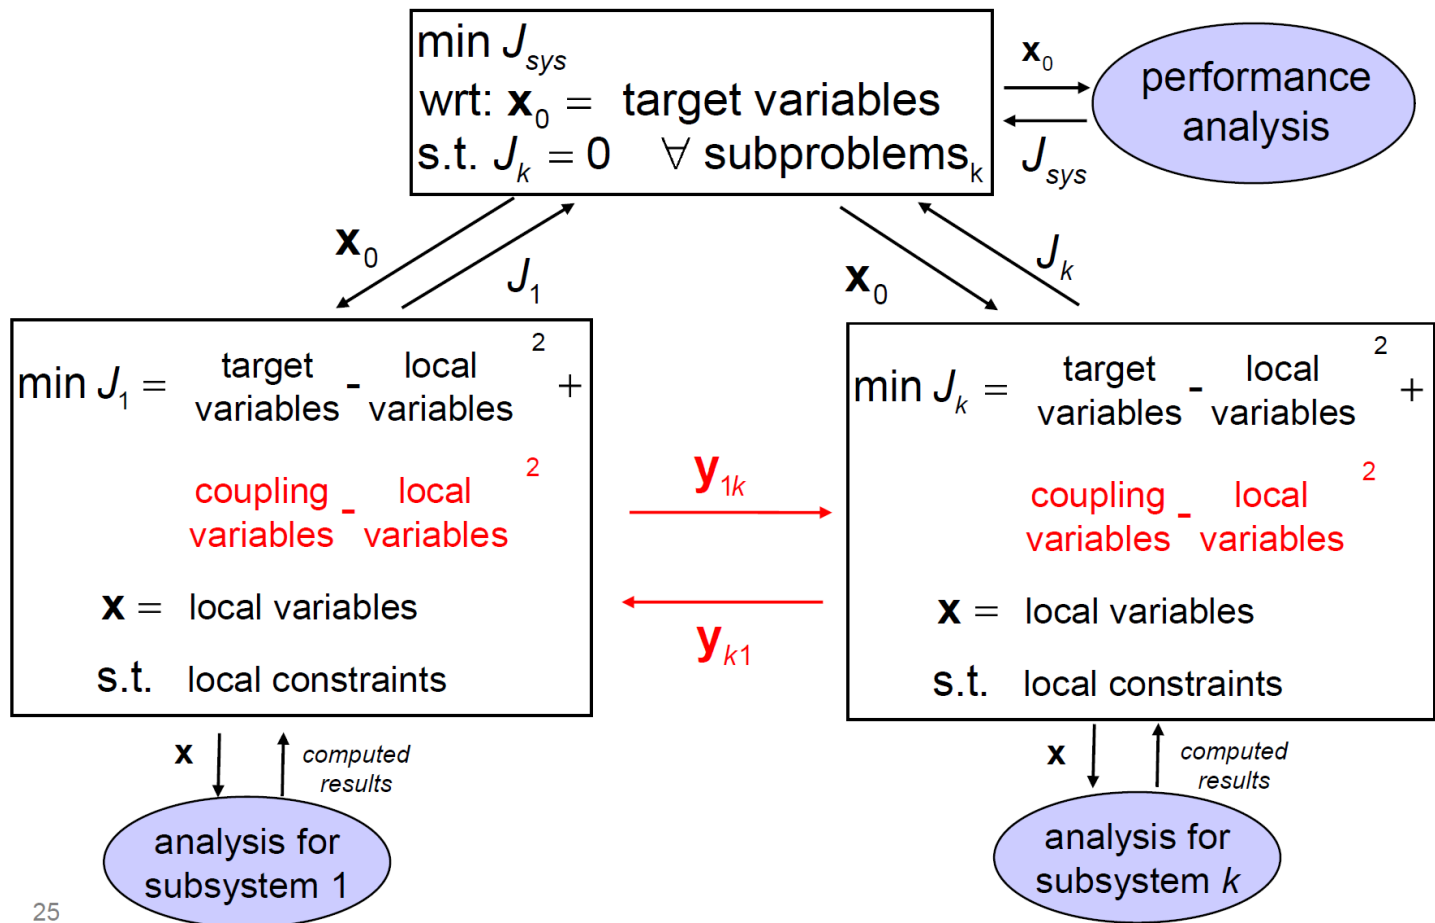 min J_sys
wrt: x_0 = target variables
s.t. J_k = 0 ∀ subproblems_k
x_0
performance
analysis
J_sys
x_0
J_1
x_0
J_k
min J_1 = target variables - local variables 2 +
coupling variables - local variables 2
x = local variables
s.t. local constraints
y_1k
y_k1
min J_k = target variables - local variables 2 +
coupling variables - local variables 2
x = local variables
s.t. local constraints
x
computed
results
analysis for
subsystem 1
x
computed
results
analysis for
subsystem k
25